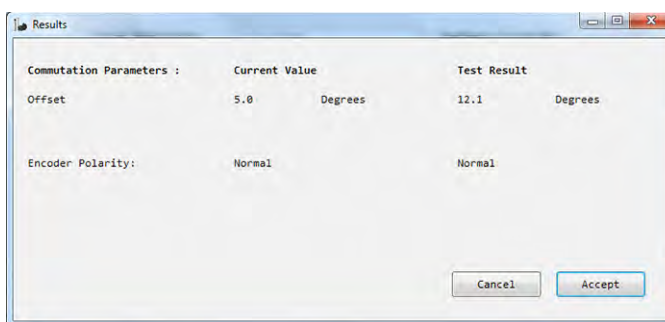 Results
Commutation Parameters : Current Value Test Result
Offset 5.0 Degrees 12.1 Degrees
Encoder Polarity: Normal Normal
Cancel Accept